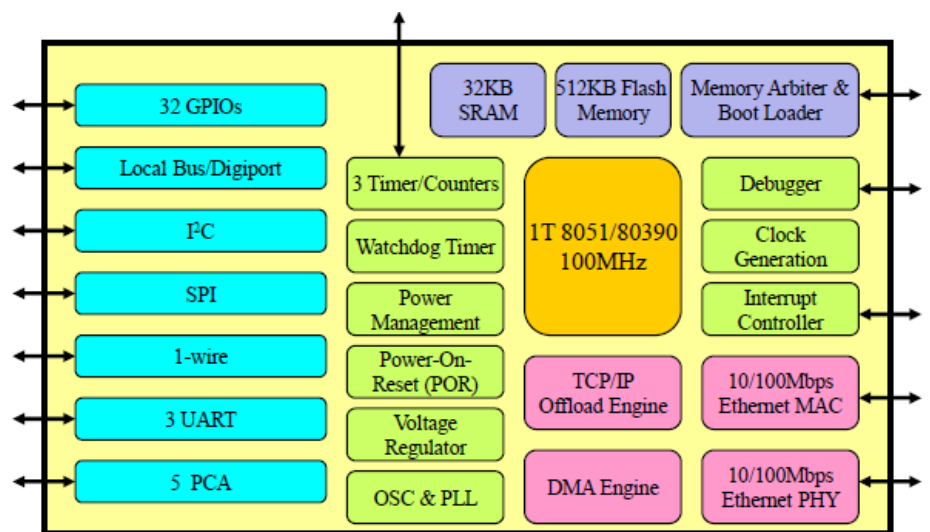 32 GPIOs
Local Bus/Digiport
I²C
SPI
1-wire
3 UART
5 PCA
3 Timer/Counters
Watchdog Timer
Power
Management
Power-On-
Reset (POR)
Voltage
Regulator
OSC & PLL
32KB
SRAM
512KB Flash
Memory
Memory Arbiter &
Boot Loader
1T 8051/80390
100MHz
TCP/IP
Offload Engine
DMA Engine
Debugger
Clock
Generation
Interrupt
Controller
10/100Mbps
Ethernet MAC
10/100Mbps
Ethernet PHY